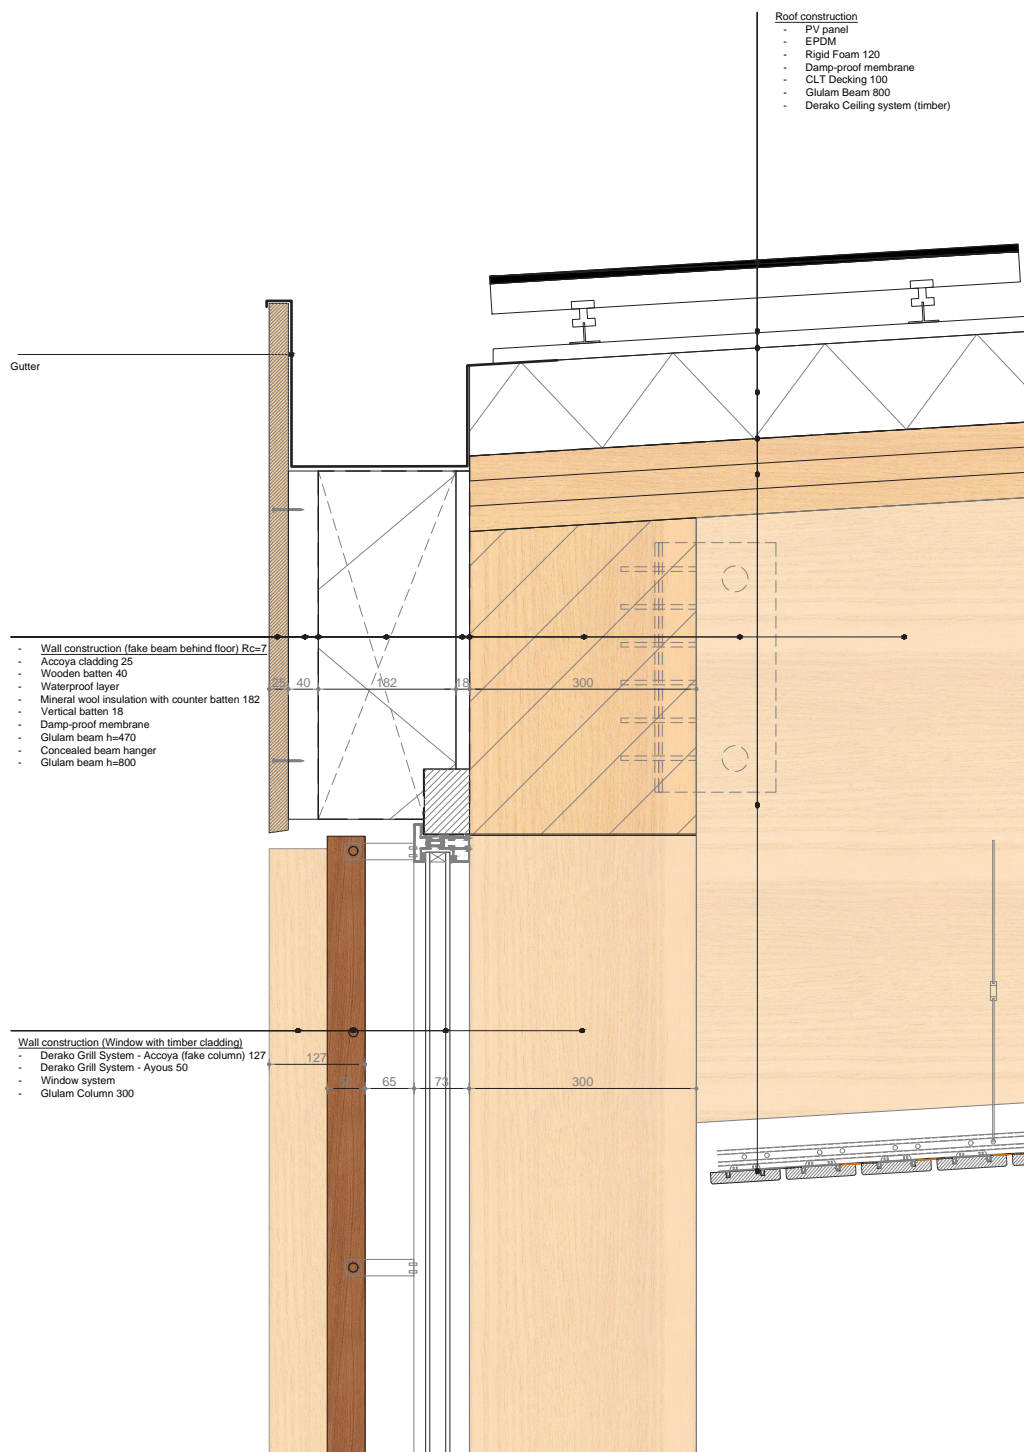 Roof construction
- PV panel
- EPDM
- Rigid Foam 120
- Damp-proof membrane
- CLT Decking 100
- Glulam Beam 800
- Derako Ceiling system (timber)
Gutter
- Wall construction (fake beam behind floor) Rc=7
- Accoya cladding 25
- Wooden batten 40
- Waterproof layer
- Mineral wool insulation with counter batten 182
- Vertical batten 18
- Damp-proof membrane
- Glulam beam h=470
- Concealed beam hanger
- Glulam beam h=800
25 40 182 18 300
Wall construction (Window with timber cladding)
- Derako Grill System - Accoya (fake column) 127
- Derako Grill System - Ayous 50
- Window system
- Glulam Column 300
127
65 73 300